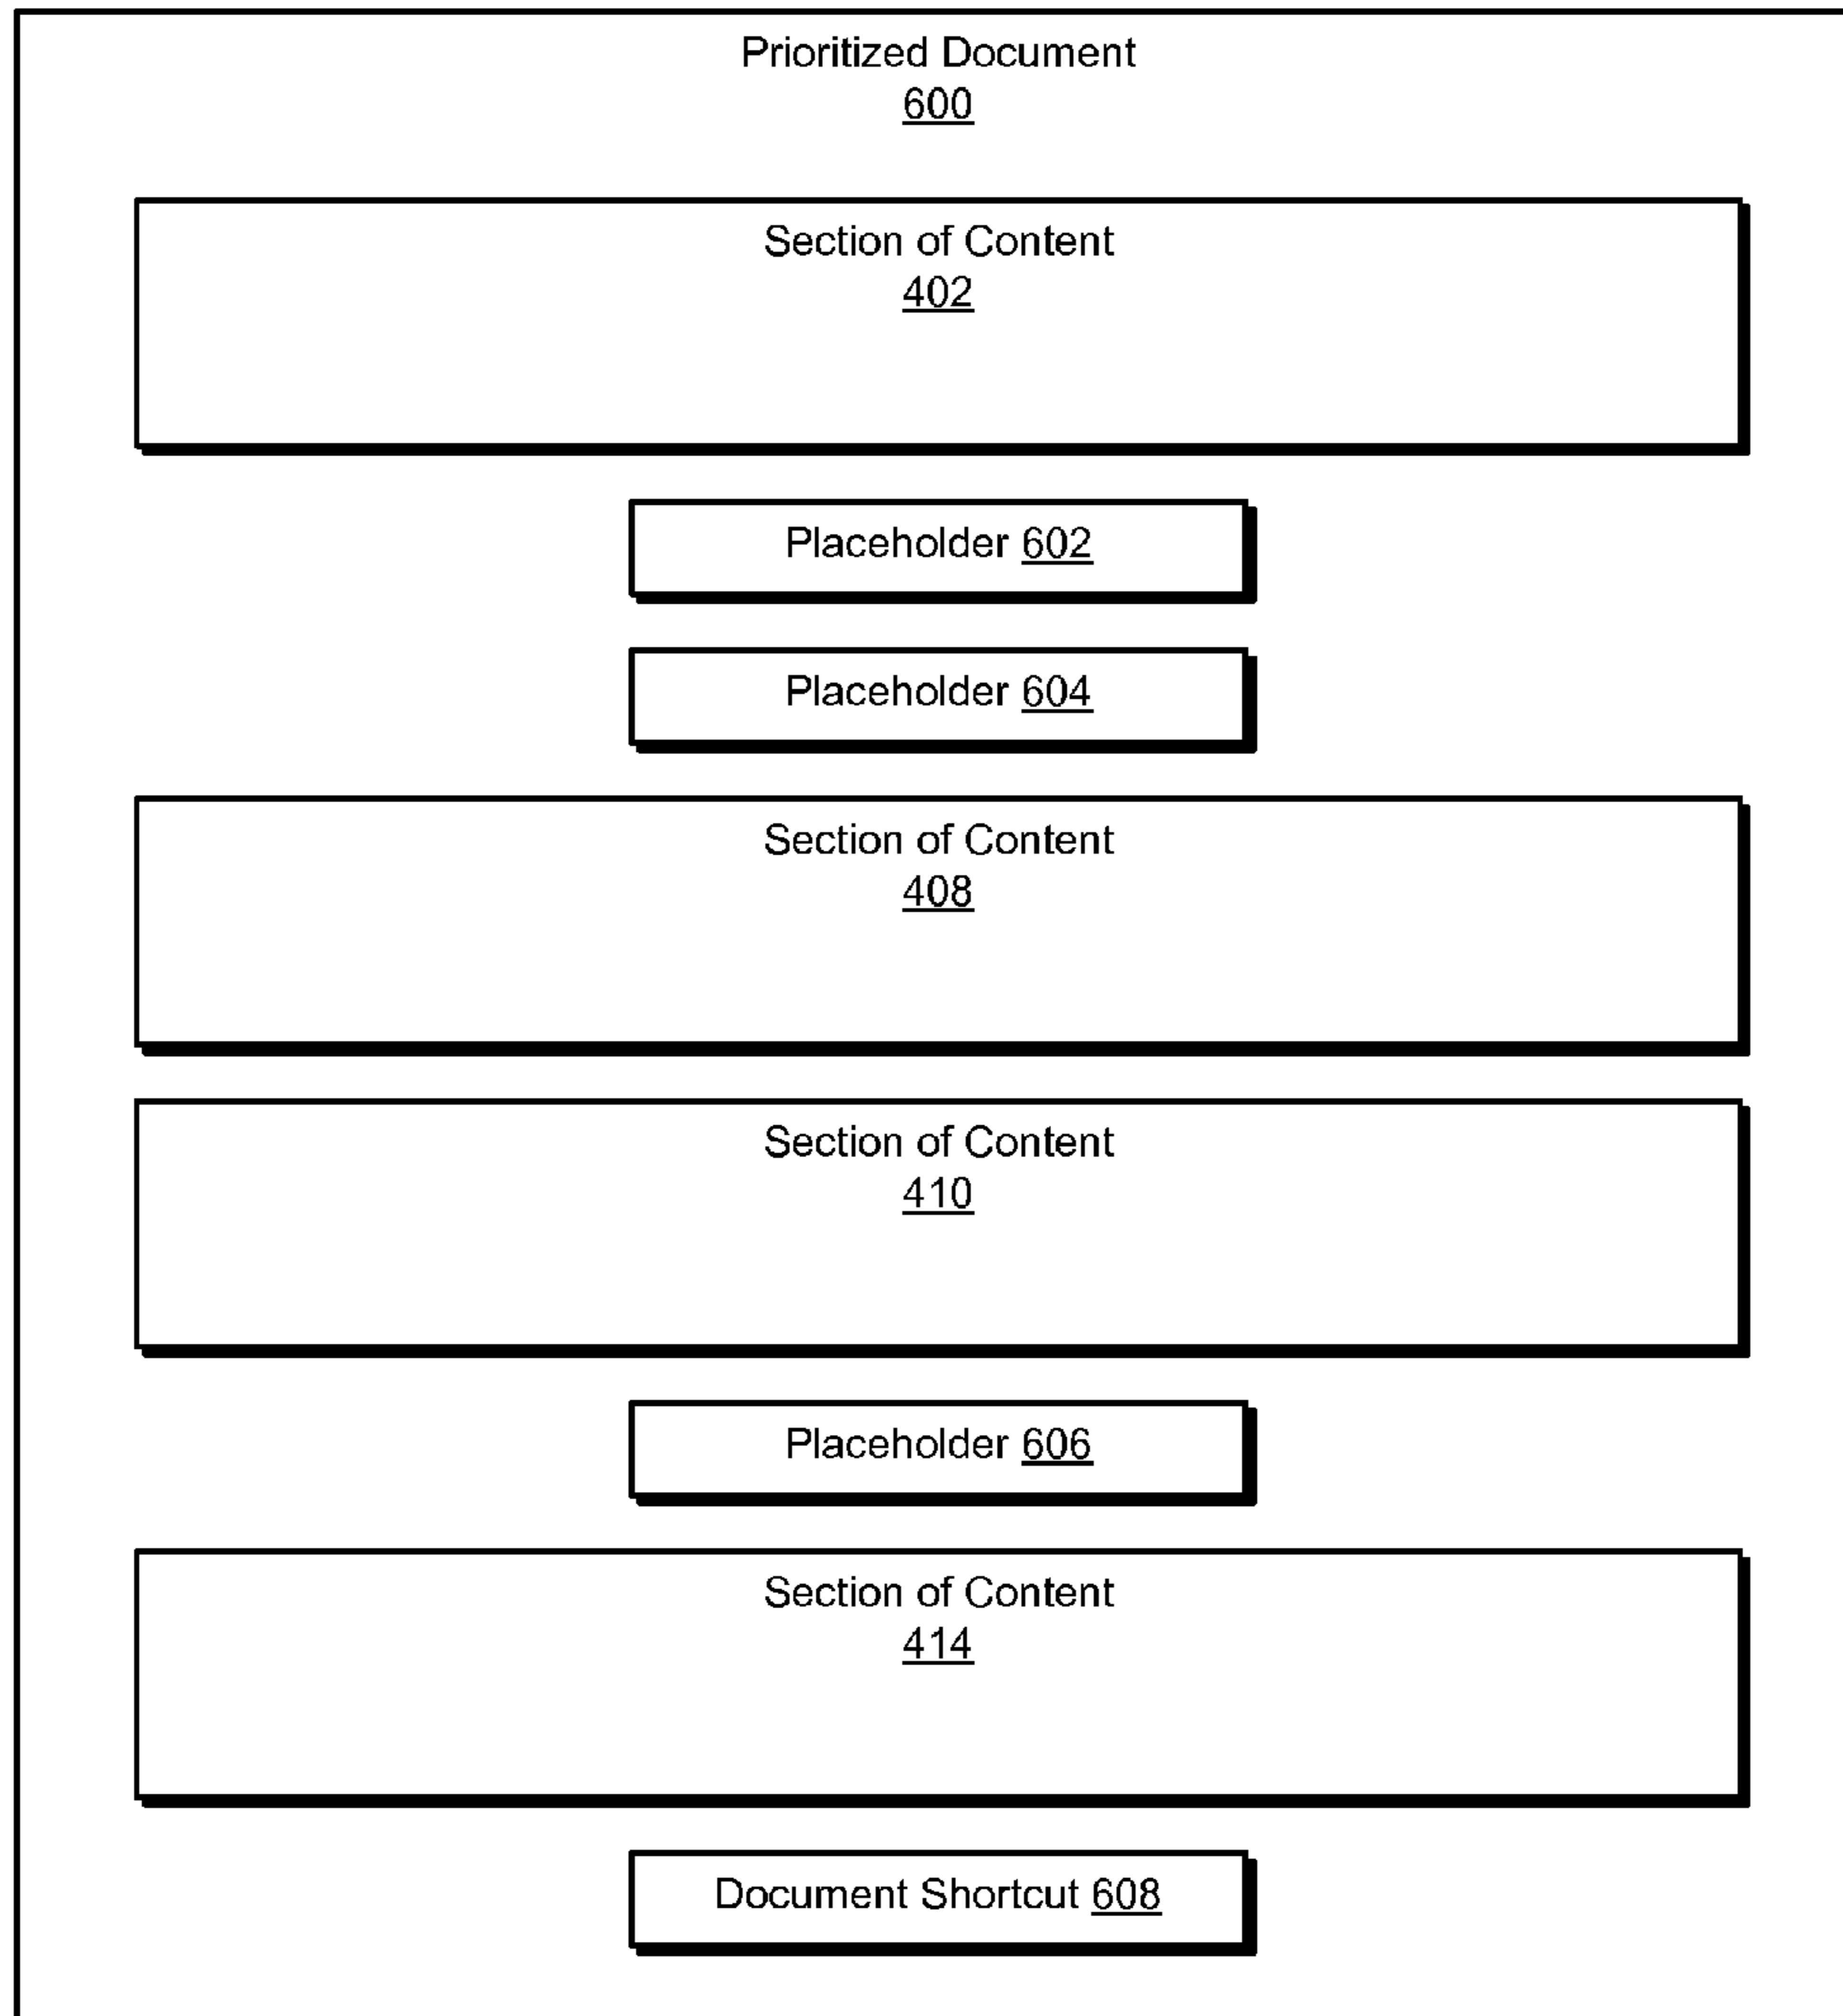 Prioritized Document
600
Section of Content
402
Placeholder 602
Placeholder 604
Section of Content
408
Section of Content
410
Placeholder 606
Section of Content
414
Document Shortcut 608